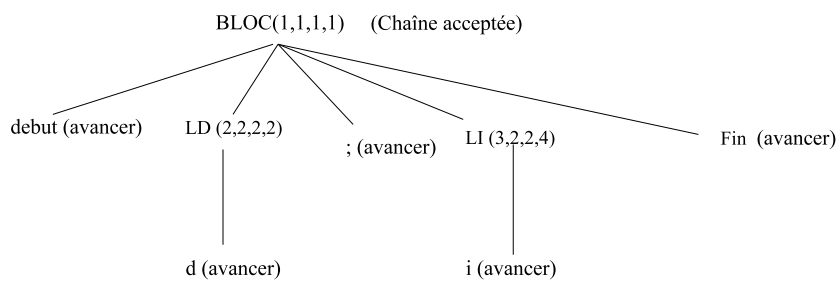 BLOC(1,1,1,1) (Chaîne acceptée)
debut (avancer)
LD (2,2,2,2)
; (avancer)
LI (3,2,2,4)
Fin (avancer)
d (avancer)
i (avancer)